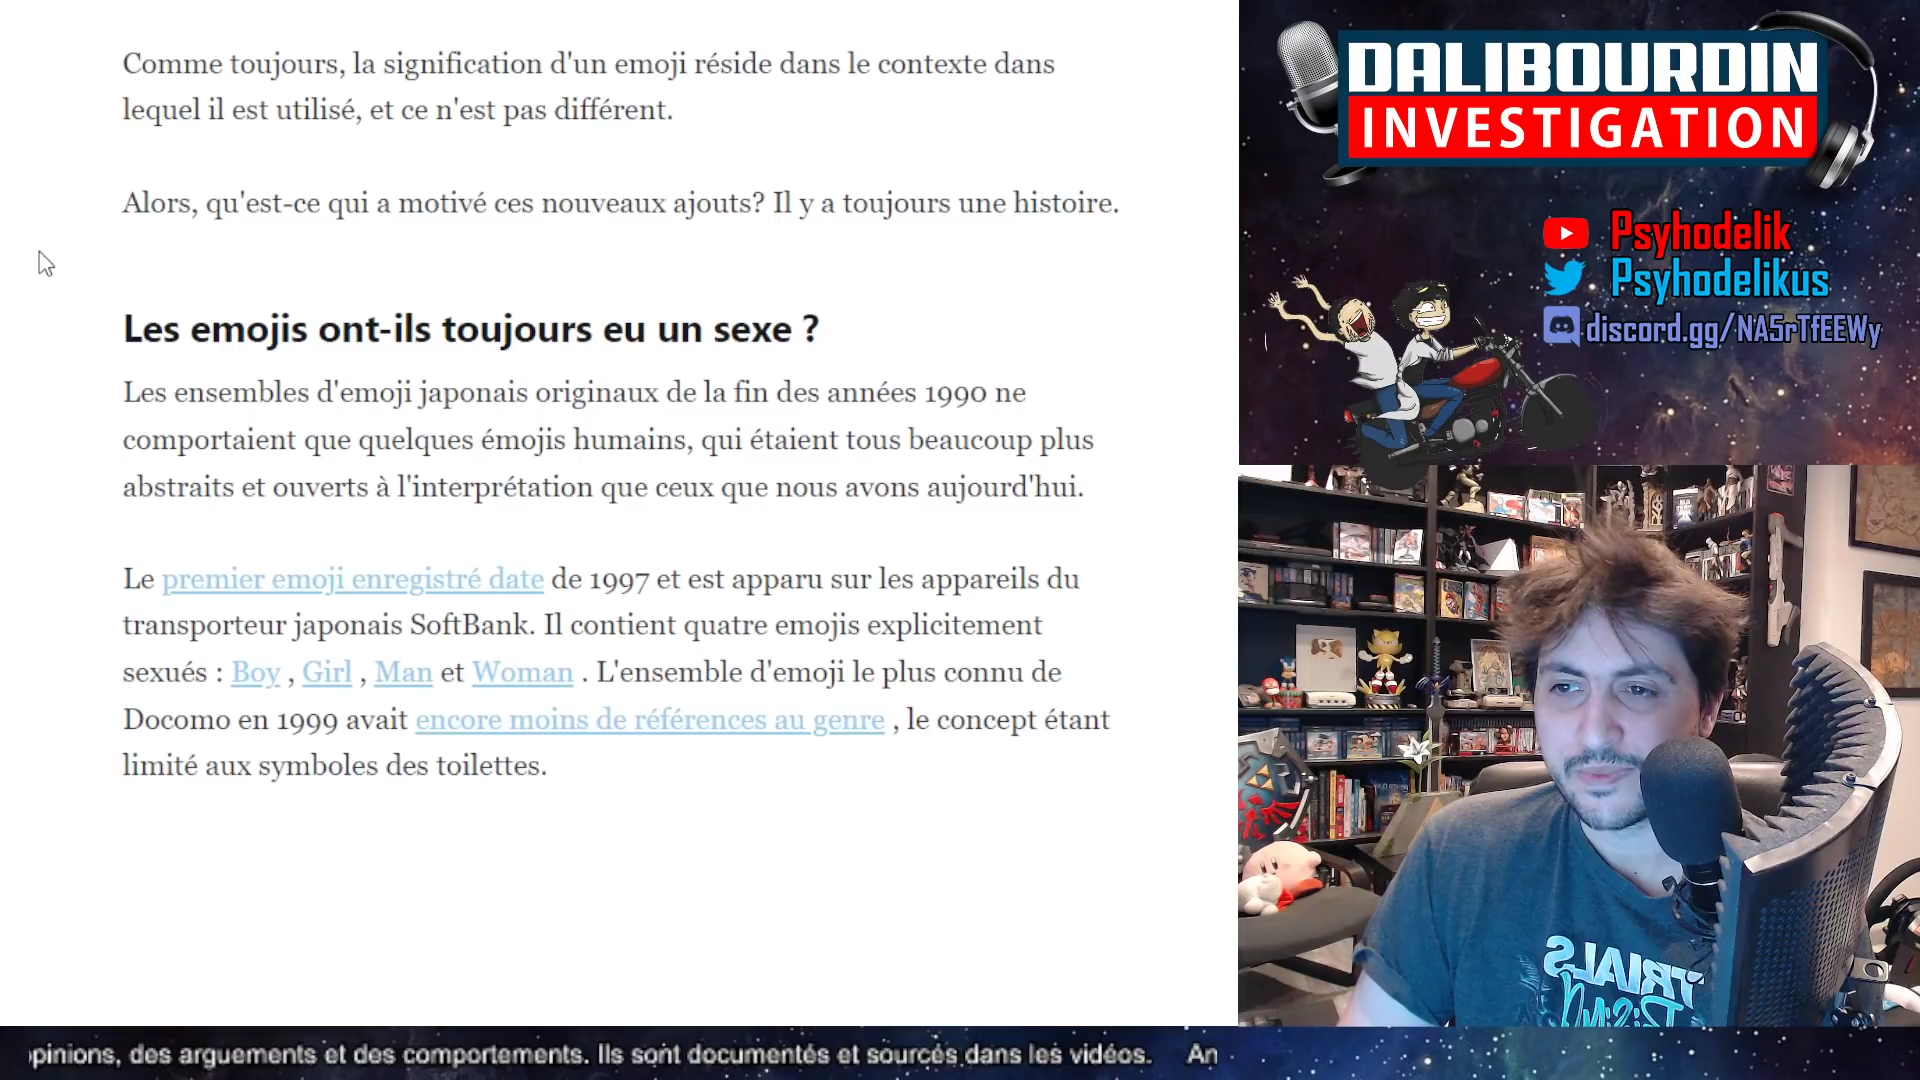 Comme toujours, la signification d'un emoji réside dans le contexte dans
lequel il est utilisé, et ce n'est pas différent.
Alors, qu'est-ce qui a motivé ces nouveaux ajouts? Il y a toujours une histoire.
Les emojis ont-ils toujours eu un sexe ?
Les ensembles d'emoji japonais originaux de la fin des années 1990 ne
comportaient que quelques émojis humains, qui étaient tous beaucoup plus
abstraits et ouverts à l'interprétation que ceux que nous avons aujourd'hui.
Le premier emoji enregistré date de 1997 et est apparu sur les appareils du
transporteur japonais SoftBank. Il contient quatre emojis explicitement
sexués : Boy , Girl , Man et Woman . L'ensemble d'emoji le plus connu de
Docomo en 1999 avait encore moins de références au genre , le concept étant
limité aux symboles des toilettes.
DALIBOURDIN
INVESTIGATION
Psyhodelik
Psyhodelikus
discord.gg/NA5rTfEEWy
TRIALS
Rising
pinions, des arguements et des comportements. Ils sont documentés et sourcés dans les vidéos. An